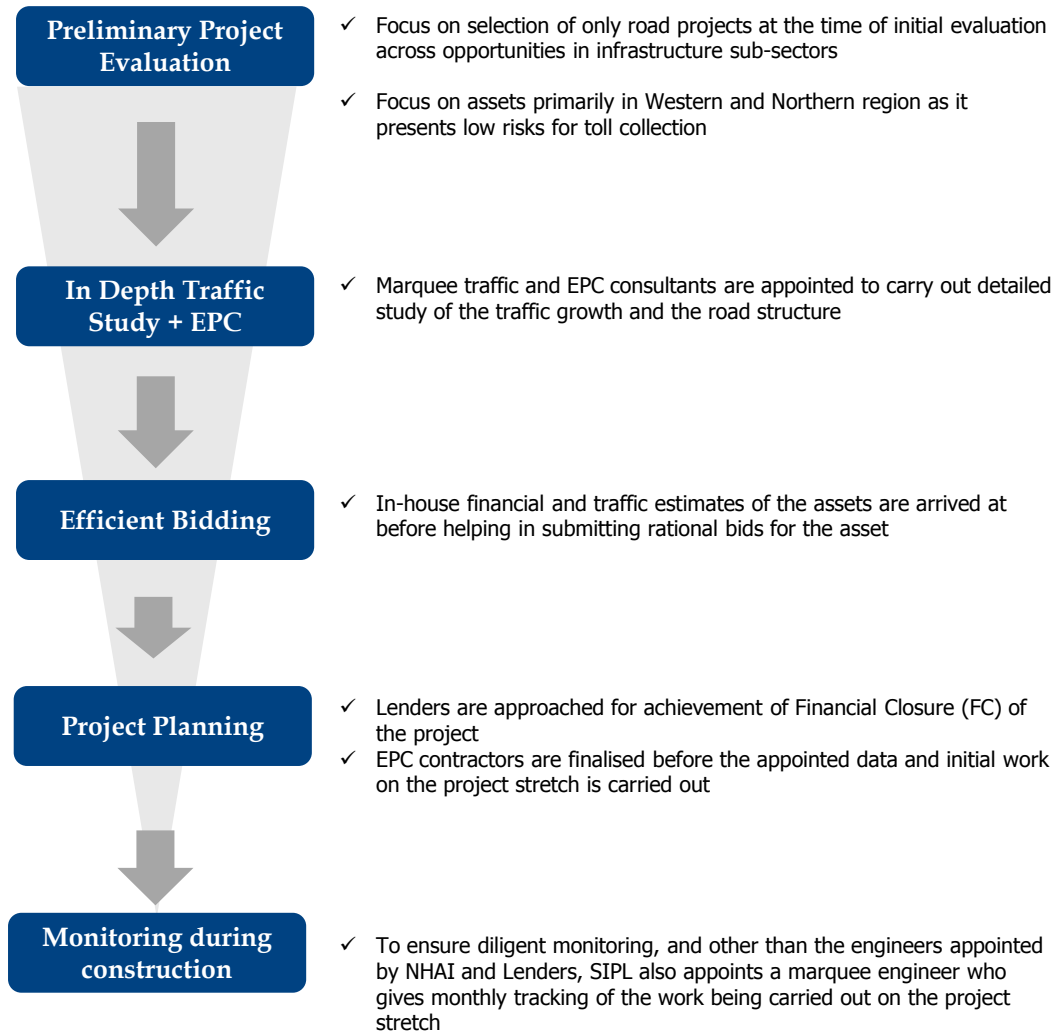 Preliminary Project
Evaluation
✓ Focus on selection of only road projects at the time of initial evaluation
across opportunities in infrastructure sub-sectors
✓ Focus on assets primarily in Western and Northern region as it
presents low risks for toll collection
In Depth Traffic
Study + EPC
✓ Marquee traffic and EPC consultants are appointed to carry out detailed
study of the traffic growth and the road structure
Efficient Bidding
✓ In-house financial and traffic estimates of the assets are arrived at
before helping in submitting rational bids for the asset
Project Planning
✓ Lenders are approached for achievement of Financial Closure (FC) of
the project
✓ EPC contractors are finalised before the appointed data and initial work
on the project stretch is carried out
Monitoring during
construction
✓ To ensure diligent monitoring, and other than the engineers appointed
by NHAI and Lenders, SIPL also appoints a marquee engineer who
gives monthly tracking of the work being carried out on the project
stretch